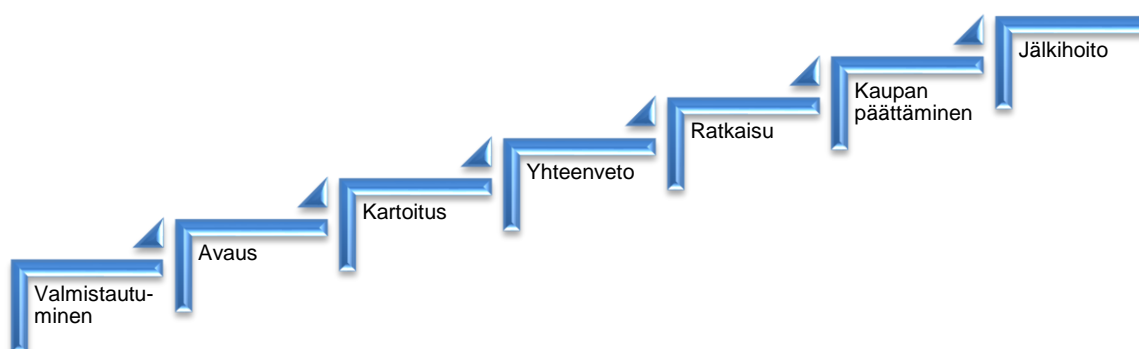 Valmistautu-
minen
Avaus
Kartoitus
Yhteenveto
Ratkaisu
Kaupan
päättäminen
Jälkihoito